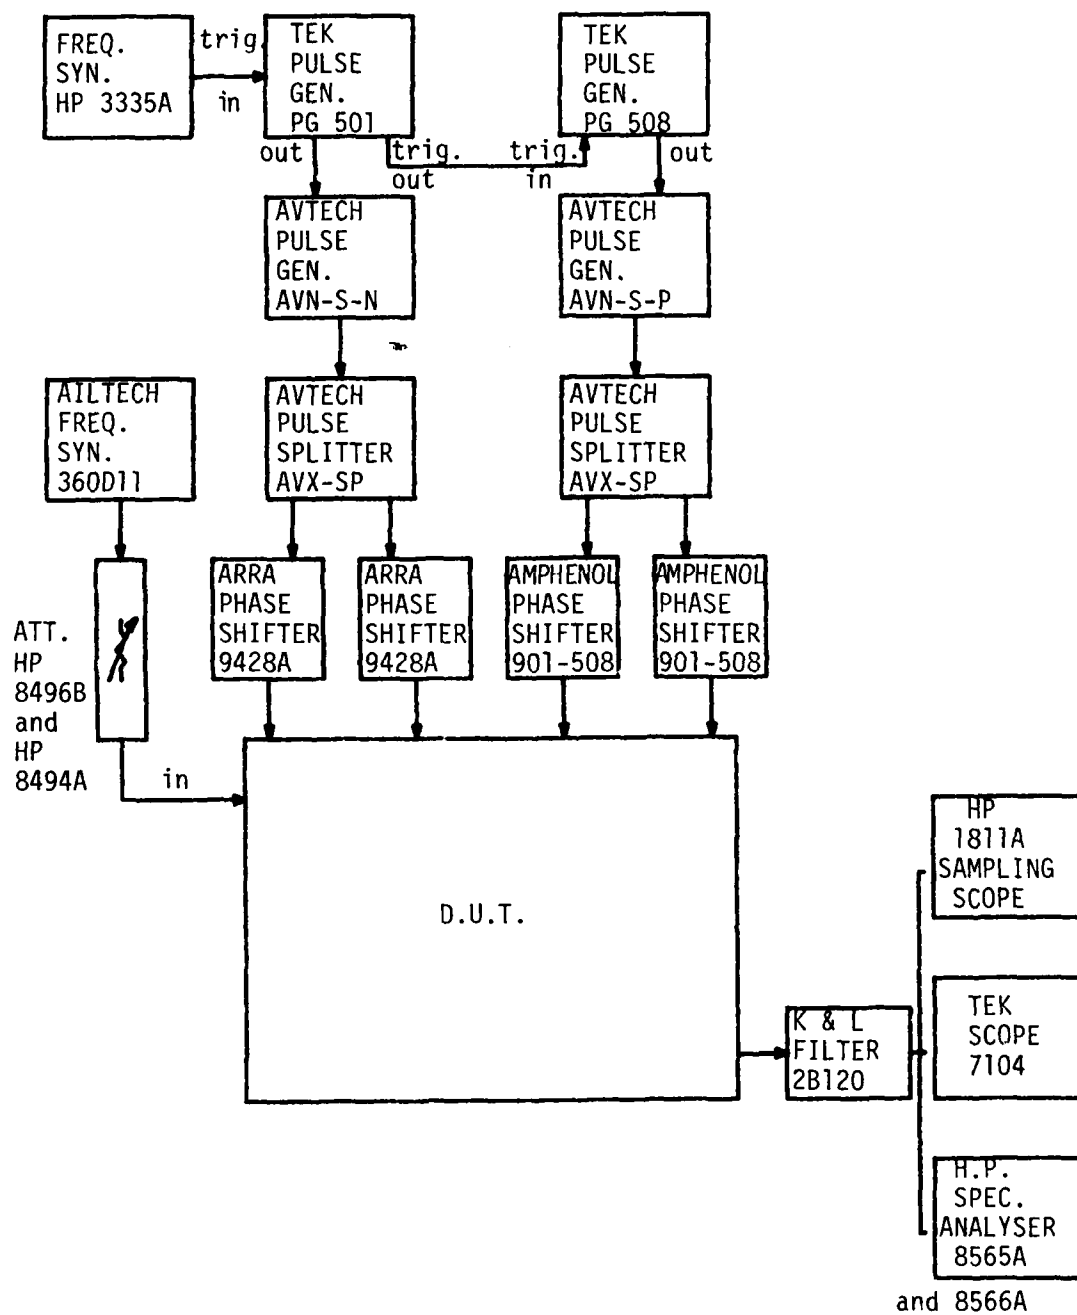 FREQ.
SYN.
HP 3335A
trig.
in
TEK
PULSE
GEN.
PG 501
TEK
PULSE
GEN.
PG 508
out
trig.
out
trig.
in
out
AVTECH
PULSE
GEN.
AVN-S-N
AVTECH
PULSE
GEN.
AVN-S-P
AILTECH
FREQ.
SYN.
360D11
AVTECH
PULSE
SPLITTER
AVX-SP
AVTECH
PULSE
SPLITTER
AVX-SP
ATT.
HP
8496B
and
HP
8494A
ARRA
PHASE
SHIFTER
9428A
ARRA
PHASE
SHIFTER
9428A
AMPHENOL
PHASE
SHIFTER
901-508
AMPHENOL
PHASE
SHIFTER
901-508
in
D.U.T.
K & L
FILTER
2B120
HP
1811A
SAMPLING
SCOPE
TEK
SCOPE
7104
H.P.
SPEC.
ANALYSER
8565A
and 8566A